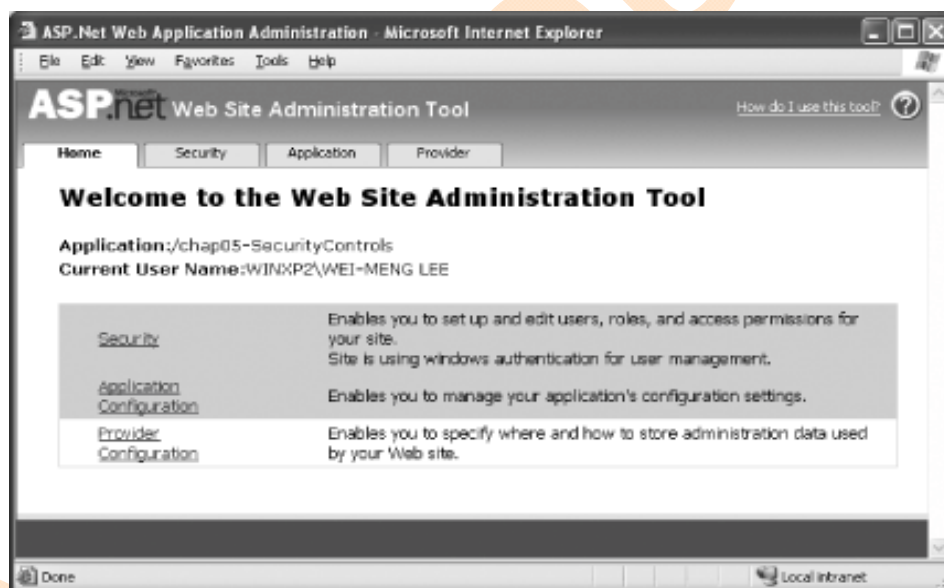 ASP.Net Web Application Administration - Microsoft Internet Explorer
File Edit View Favorites Tools Help
Microsoft
ASP.net Web Site Administration Tool
How do I use this tool? ?
Home Security Application Provider
Welcome to the Web Site Administration Tool
Application:/chap05-SecurityControls
Current User Name:WINXP2\WEI-MENG LEE
Security
Enables you to set up and edit users, roles, and access permissions for
your site.
Site is using windows authentication for user management.
Application
Configuration
Enables you to manage your application's configuration settings.
Provider
Configuration
Enables you to specify where and how to store administration data used
by your Web site.
Done
Local intranet